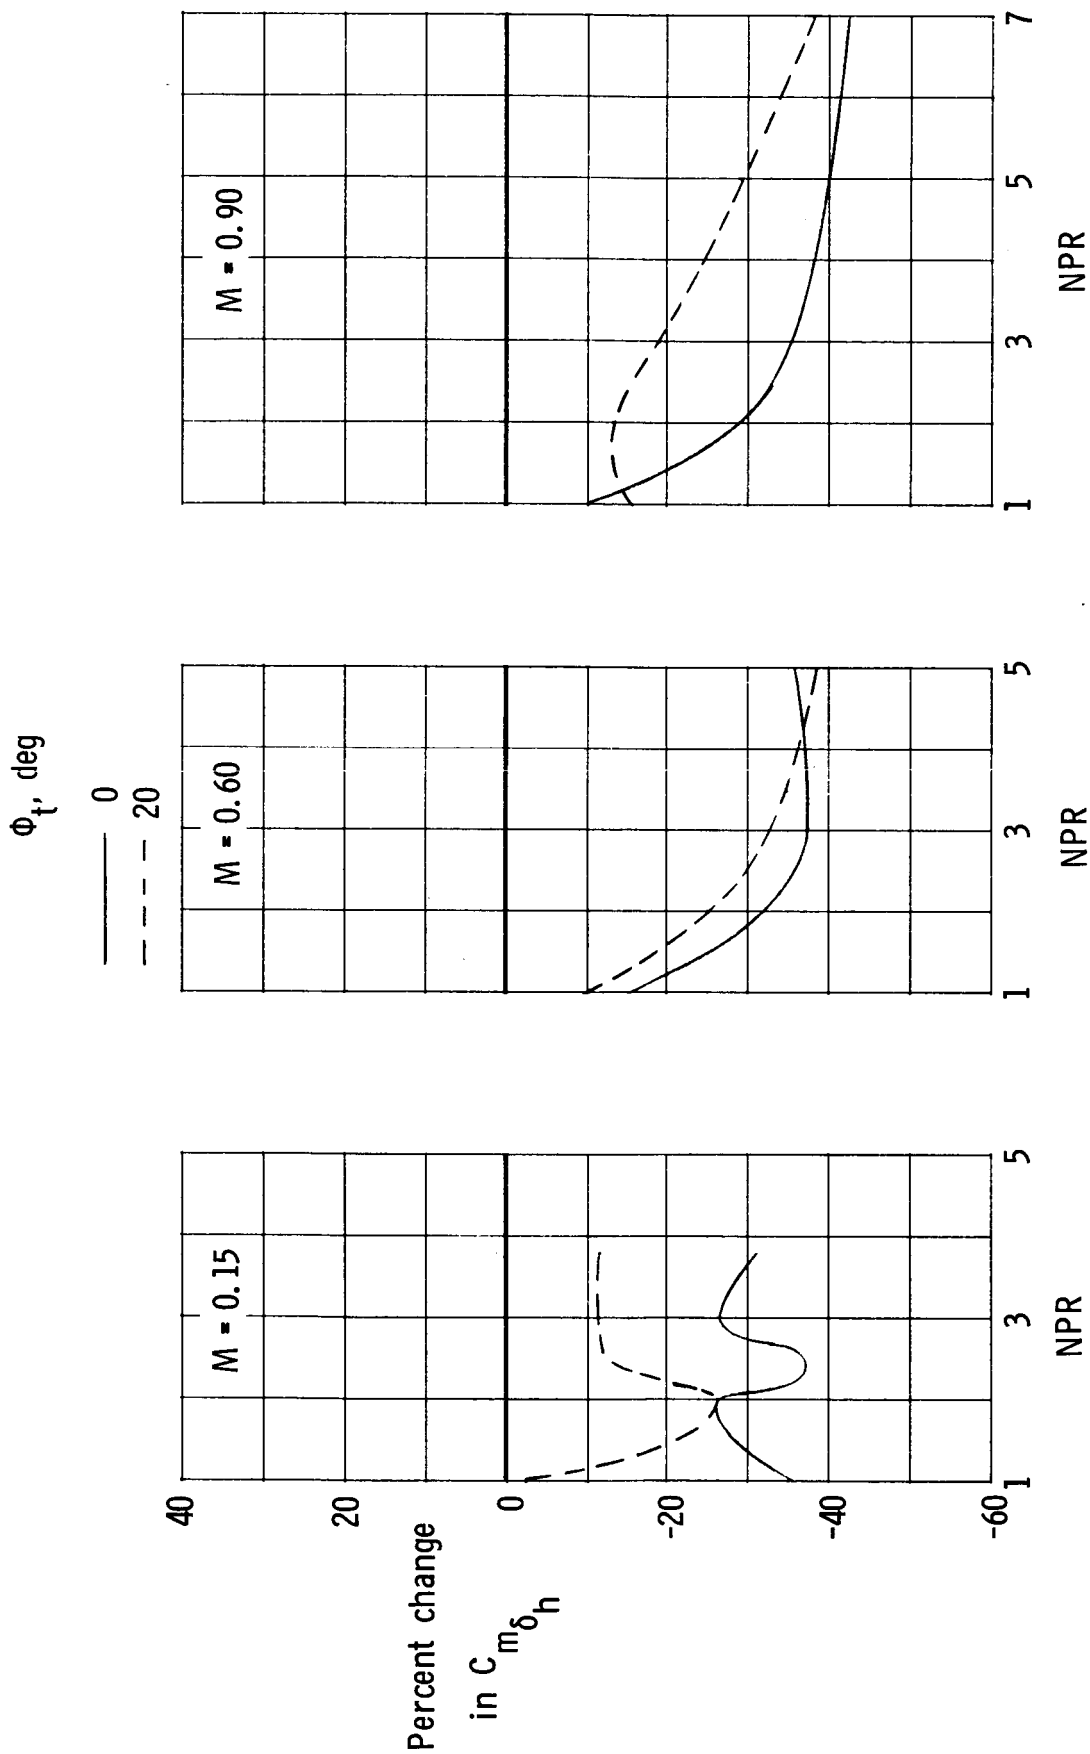 Φt, deg
0
20
M = 0.15
M = 0.60
M = 0.90
40
20
0
-20
-40
-60
Percent change
in Cmδh
1 3 5
NPR
1 3 5
NPR
1 3 5 7
NPR